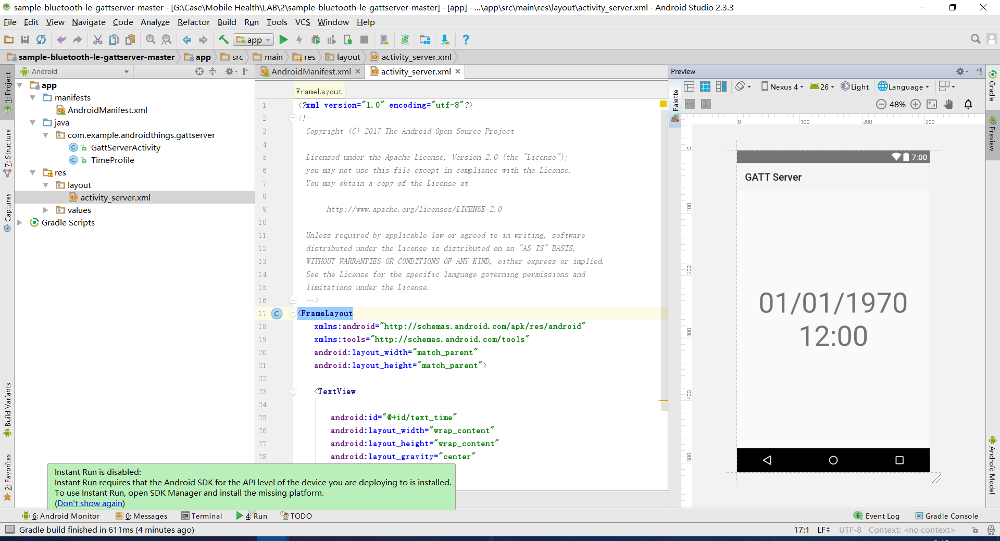 sample-bluetooth-le-gattserver-master - [G:\Case\Mobile Health\LAB\2\sample-bluetooth-le-gattserver-master] - [app] - ...\app\src\main\res\layout\activity_server.xml - Android Studio 2.3.3
File Edit View Navigate Code Analyze Refactor Build Run Tools VCS Window Help
app
sample-bluetooth-le-gattserver-master app src main res layout activity_server.xml
Android
AndroidManifest.xml activity_server.xml
1: Project
Z: Structure
Captures
Build Variants
2: Favorites
app
manifests
AndroidManifest.xml
java
com.example.androidthings.gattserver
C GattServerActivity
C TimeProfile
res
layout
activity_server.xml
values
Gradle Scripts
FrameLayout
1 <?xml version="1.0" encoding="utf-8"?>
2 <!--
3 Copyright (C) 2017 The Android Open Source Project
4
5 Licensed under the Apache License, Version 2.0 (the "License");
6 you may not use this file except in compliance with the License.
7 You may obtain a copy of the License at
8
9 http://www.apache.org/licenses/LICENSE-2.0
10
11 Unless required by applicable law or agreed to in writing, software
12 distributed under the License is distributed on an "AS IS" BASIS,
13 WITHOUT WARRANTIES OR CONDITIONS OF ANY KIND, either express or implied.
14 See the License for the specific language governing permissions and
15 limitations under the License.
16 -->
17 C <FrameLayout
18 xmlns:android="http://schemas.android.com/apk/res/android"
19 xmlns:tools="http://schemas.android.com/tools"
20 android:layout_width="match_parent"
21 android:layout_height="match_parent">
22
23 <TextView
24
25 android:id="@+id/text_time"
26 android:layout_width="wrap_content"
27 android:layout_height="wrap_content"
28 android:layout_gravity="center"
Instant Run is disabled:
Instant Run requires that the Android SDK for the API level of the device you are deploying to is installed.
To use Instant Run, open SDK Manager and install the missing platform.
(Don't show again)
Preview
Palette
Nexus 4 26 Light Language
48%
0 100 200 300
0
100
200
300
400
500
7:00
GATT Server
01/01/1970
12:00
Gradle
Preview
Android Model
6: Android Monitor 0: Messages Terminal 4: Run TODO 6 Event Log Gradle Console
Gradle build finished in 611ms (4 minutes ago) 17:1 LF UTF-8 Context: <no context>